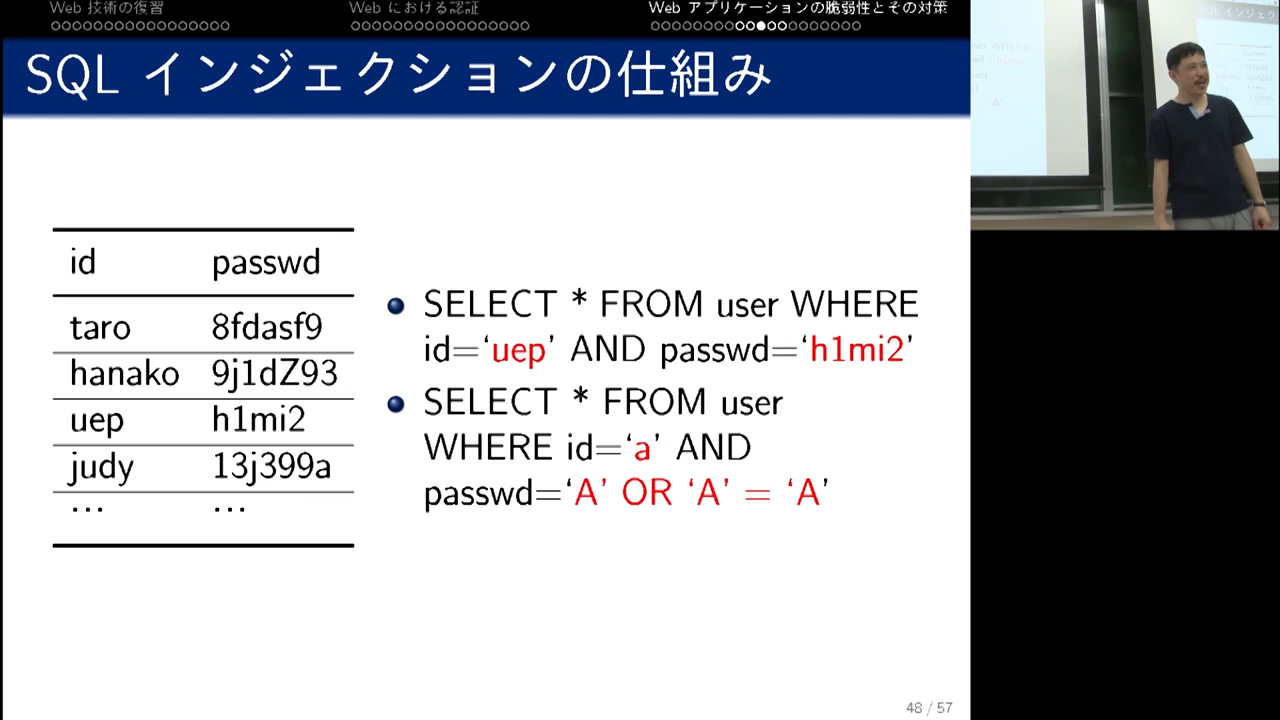 Web 技術の復習
Web における認証
Web アプリケーションの脆弱性とその対策
SQL インジェクションの仕組み
id passwd
taro 8fdasf9
hanako 9j1dZ93
uep h1mi2
judy 13j399a
... ...
SELECT * FROM user WHERE
id=‘uep’ AND passwd=‘h1mi2’
SELECT * FROM user
WHERE id=‘a’ AND
passwd=‘A’ OR ‘A’ = ‘A’
48 / 57